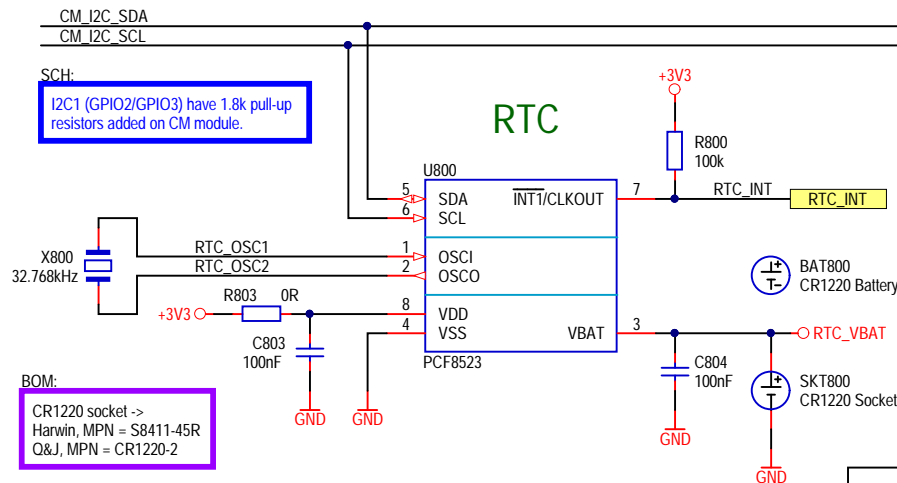 CM_I2C_SDA
CM_I2C_SCL
SCH:
I2C1 (GPIO2/GPIO3) have 1.8k pull-up
resistors added on CM module.
RTC
+3V3
R800
100k
U800
5
SDA
INT1/CLKOUT
7
RTC_INT
RTC_INT
6
SCL
X800
32.768kHz
RTC_OSC1
1
OSCI
RTC_OSC2
2
OSCO
BAT800
CR1220 Battery
+3V3
R803
0R
8
VDD
4
VSS
VBAT
3
RTC_VBAT
C803
100nF
PCF8523
C804
100nF
SKT800
CR1220 Socket
GND
GND
GND
GND
BOM:
CR1220 socket ->
Harwin, MPN = S8411-45R
Q&J, MPN = CR1220-2